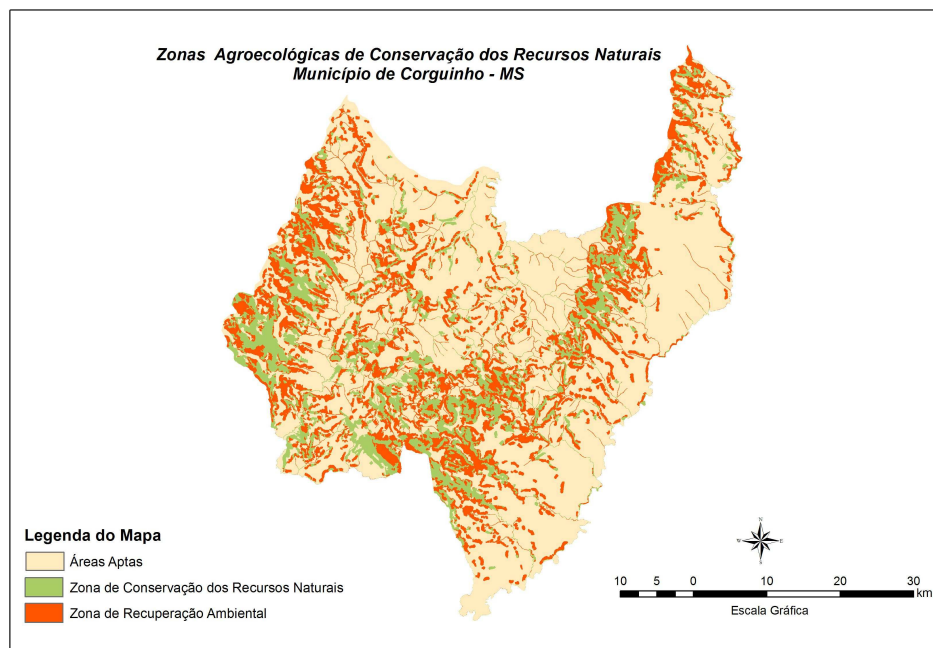 Zonas Agroecológicas de Conservação dos Recursos Naturais
Município de Corguinho - MS
Legenda do Mapa
Áreas Aptas
Zona de Conservação dos Recursos Naturais
Zona de Recuperação Ambiental
N
W E
S
10 5 0 10 20 30
km
Escala Gráfica